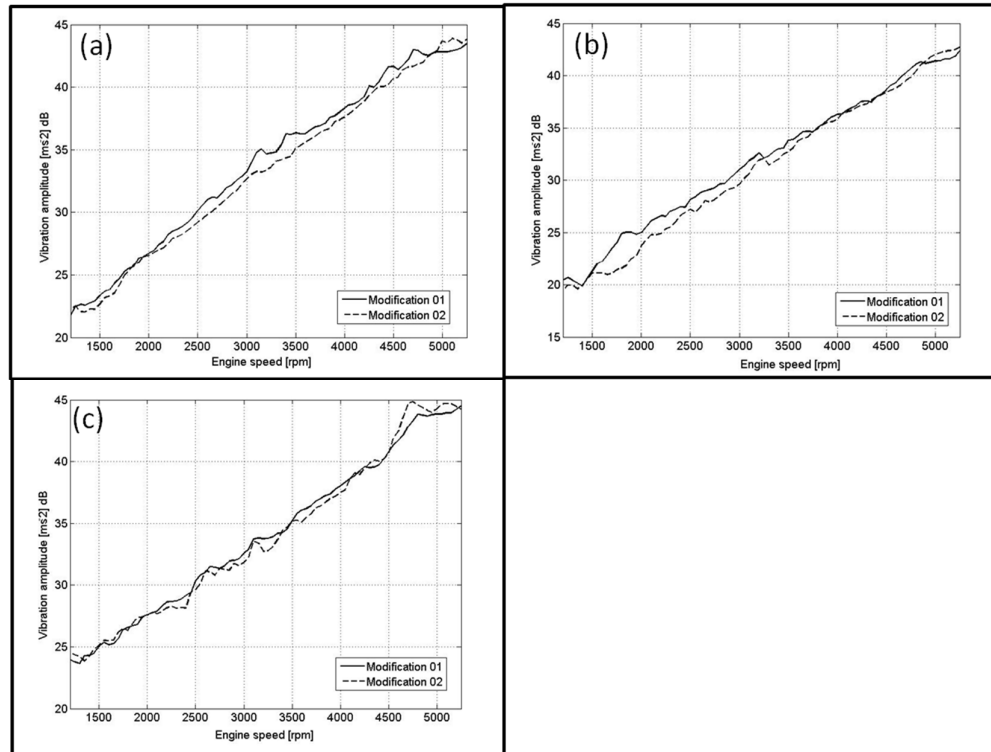 (a)
45
40
35
30
25
20
Vibration amplitude [ms2] dB
1500 2000 2500 3000 3500 4000 4500 5000
Engine speed [rpm]
Modification 01
Modification 02
(b)
45
40
35
30
25
20
15
Vibration amplitude [ms2] dB
1500 2000 2500 3000 3500 4000 4500 5000
Engine speed [rpm]
Modification 01
Modification 02
(c)
45
40
35
30
25
20
Vibration amplitude [ms2] dB
1500 2000 2500 3000 3500 4000 4500 5000
Engine speed [rpm]
Modification 01
Modification 02